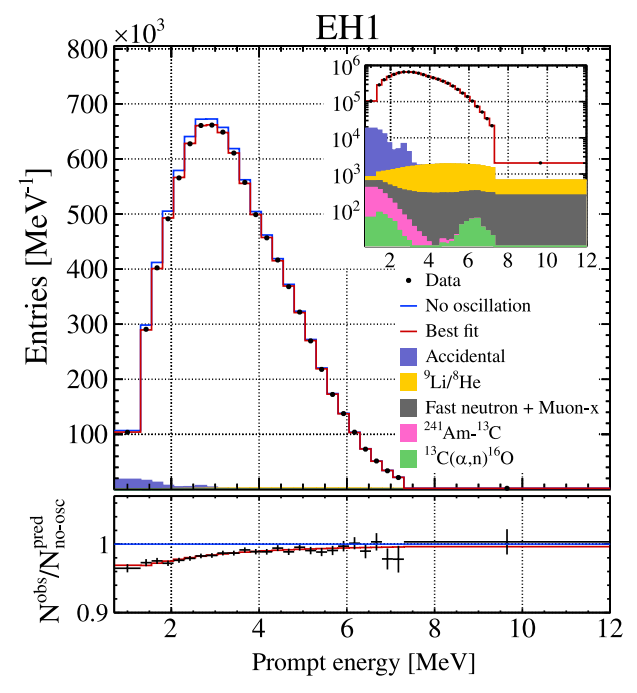 EH1
×10³
800
700
600
500
400
300
200
100
Entries [MeV⁻¹]
10⁶
10⁵
10⁴
10³
10²
2 4 6 8 10 12
Data
No oscillation
Best fit
Accidental
⁹Li/⁸He
Fast neutron + Muon-x
²⁴¹Am-¹³C
¹³C(α,n)¹⁶O
N^obs/N^pred_no-osc
1
0.9
2 4 6 8 10 12
Prompt energy [MeV]